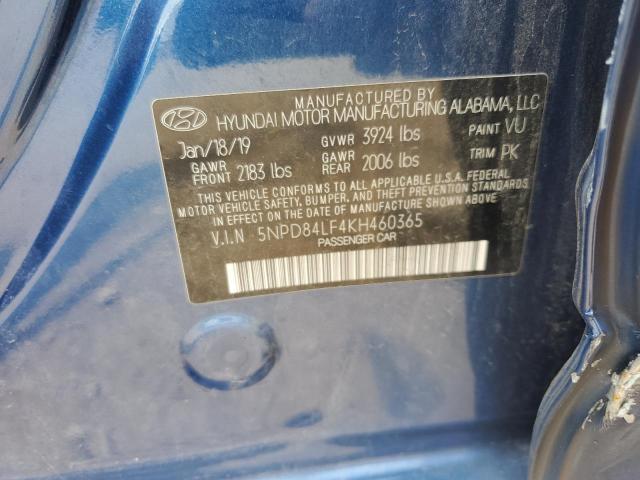 MANUFACTURED BY
HYUNDAI MOTOR MANUFACTURING ALABAMA, LLC
Jan/18/19 GVWR 3924 lbs PAINT VU
GAWR FRONT 2183 lbs GAWR REAR 2006 lbs TRIM PK
THIS VEHICLE CONFORMS TO ALL APPLICABLE U.S.A. FEDERAL
MOTOR VEHICLE SAFETY, BUMPER, AND THEFT PREVENTION STANDARDS
IN EFFECT ON THE DATE OF MANUFACTURE SHOWN ABOVE
V.I.N 5NPD84LF4KH460365
PASSENGER CAR